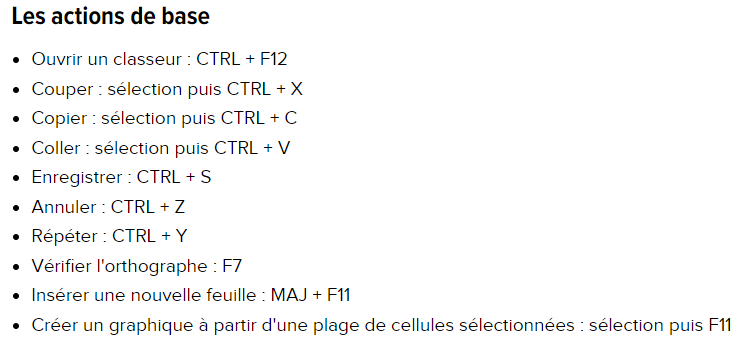 Les actions de base
• Ouvrir un classeur : CTRL + F12
• Couper : sélection puis CTRL + X
• Copier : sélection puis CTRL + C
• Coller : sélection puis CTRL + V
• Enregistrer : CTRL + S
• Annuler : CTRL + Z
• Répéter : CTRL + Y
• Vérifier l'orthographe : F7
• Insérer une nouvelle feuille : MAJ + F11
• Créer un graphique à partir d'une plage de cellules sélectionnées : sélection puis F11